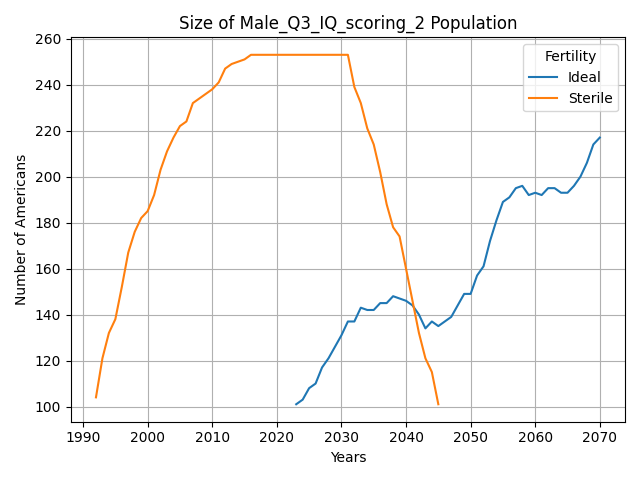 Size of Male_Q3_IQ_scoring_2 Population
Number of Americans
260
240
220
200
180
160
140
120
100
Fertility
Ideal
Sterile
1990 2000 2010 2020 2030 2040 2050 2060 2070
Years